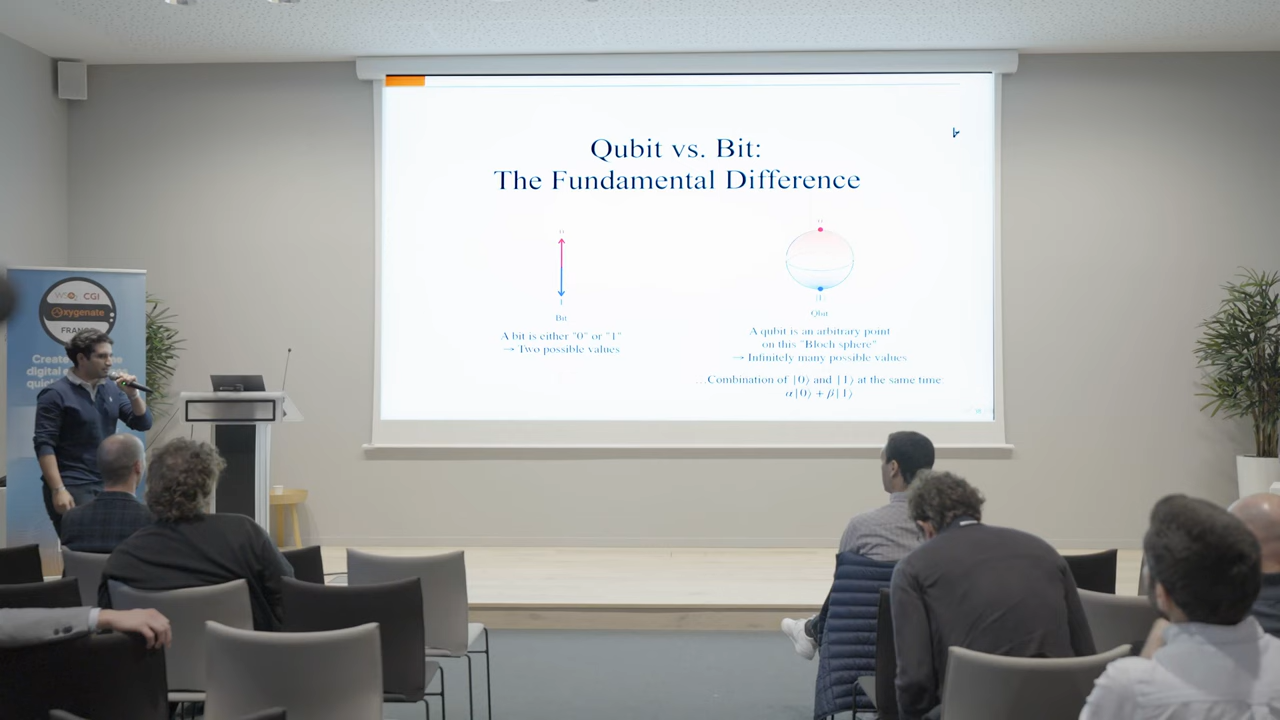 Qubit vs. Bit:
The Fundamental Difference
Bit
A bit is either "0" or "1"
→ Two possible values
|1⟩
Qbit
A qubit is an arbitrary point
on this "Bloch sphere"
→ Infinitely many possible values
...Combination of |0⟩ and |1⟩ at the same time
α|0⟩ + β|1⟩
WSO2 CGI
Oxygenate
FRANCE
Create
digital